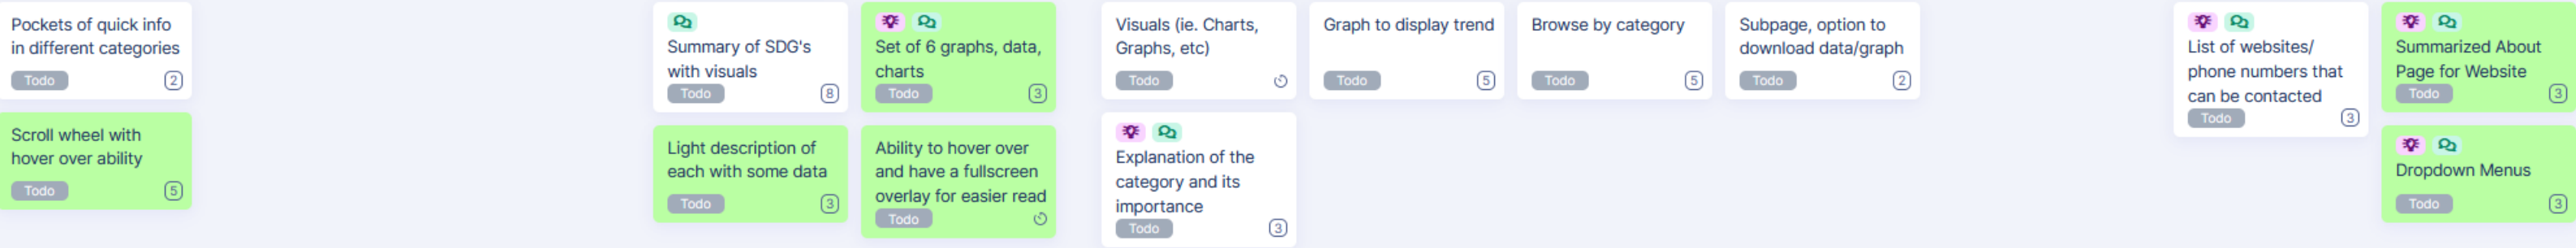 Pockets of quick info
in different categories
Todo
2
Scroll wheel with
hover over ability
Todo
5
Summary of SDG's
with visuals
Todo
8
Light description of
each with some data
Todo
3
Set of 6 graphs, data,
charts
Todo
3
Ability to hover over
and have a fullscreen
overlay for easier read
Todo
Visuals (ie. Charts,
Graphs, etc)
Todo
Explanation of the
category and its
importance
Todo
3
Graph to display trend
Todo
5
Browse by category
Todo
5
Subpage, option to
download data/graph
Todo
2
List of websites/
phone numbers that
can be contacted
Todo
3
Summarized About
Page for Website
Todo
3
Dropdown Menus
Todo
3